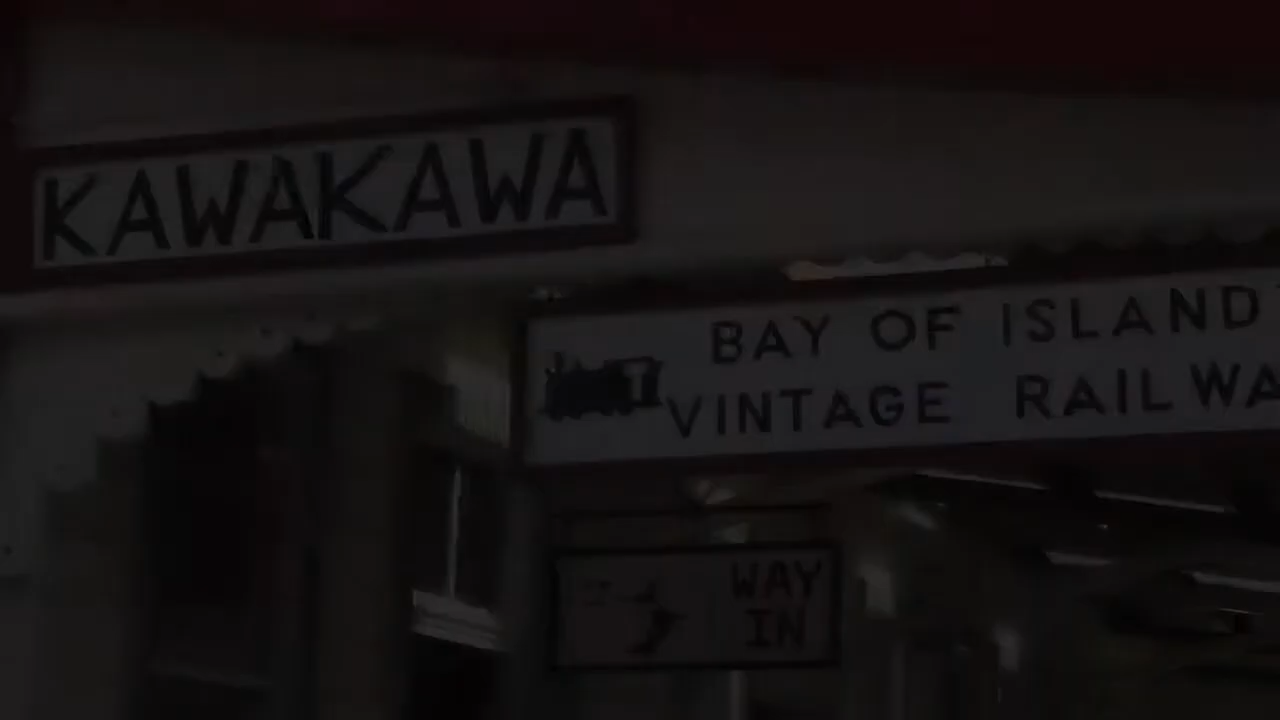 KAWAKAWA
BAY OF ISLAND
VINTAGE RAILWA
WAY
IN